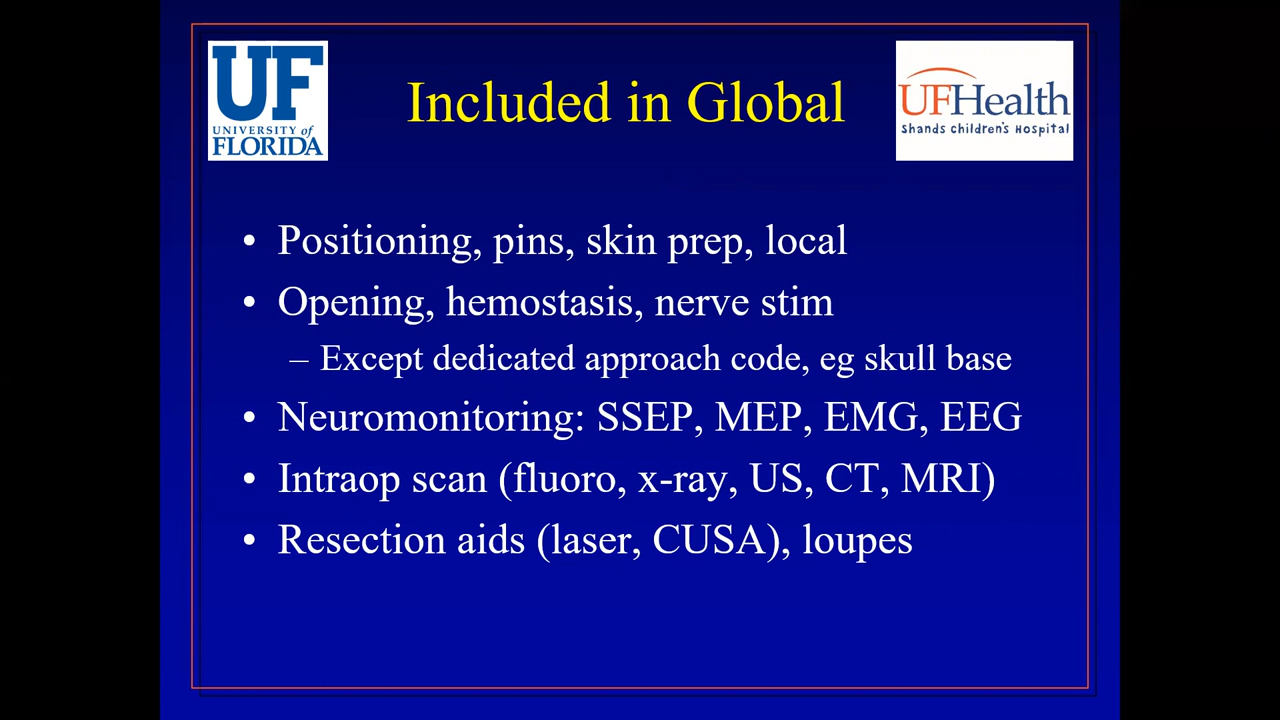 UF
UNIVERSITY of
FLORIDA
Included in Global
UFHealth
Shands Children's Hospital
• Positioning, pins, skin prep, local
• Opening, hemostasis, nerve stim
– Except dedicated approach code, eg skull base
• Neuromonitoring: SSEP, MEP, EMG, EEG
• Intraop scan (fluoro, x-ray, US, CT, MRI)
• Resection aids (laser, CUSA), loupes